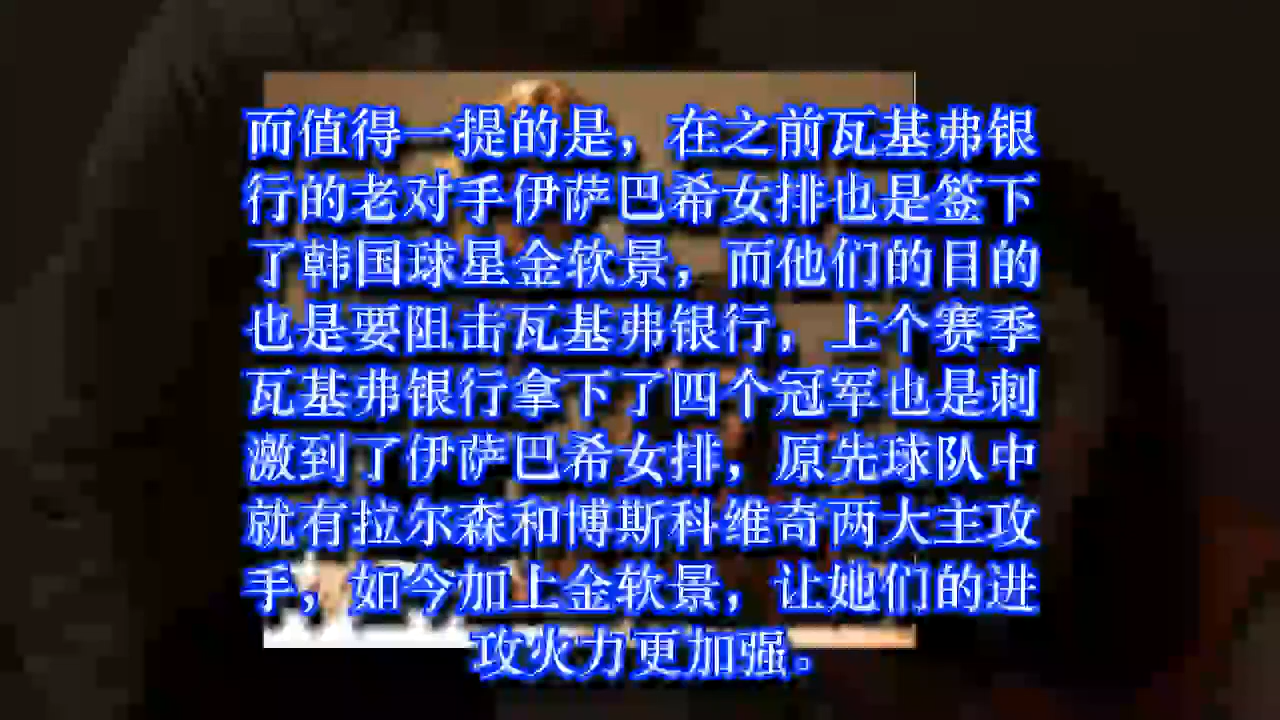 而值得一提的是，在之前瓦基弗银
行的老对手伊萨巴希女排也是签下
了韩国球星金软景，而他们的目的
也是要阻击瓦基弗银行，上个赛季
瓦基弗银行拿下了四个冠军也是刺
激到了伊萨巴希女排，原先球队中
就有拉尔森和博斯科维奇两大主攻
手，如今加上金软景，让她们的进
攻火力更加强。